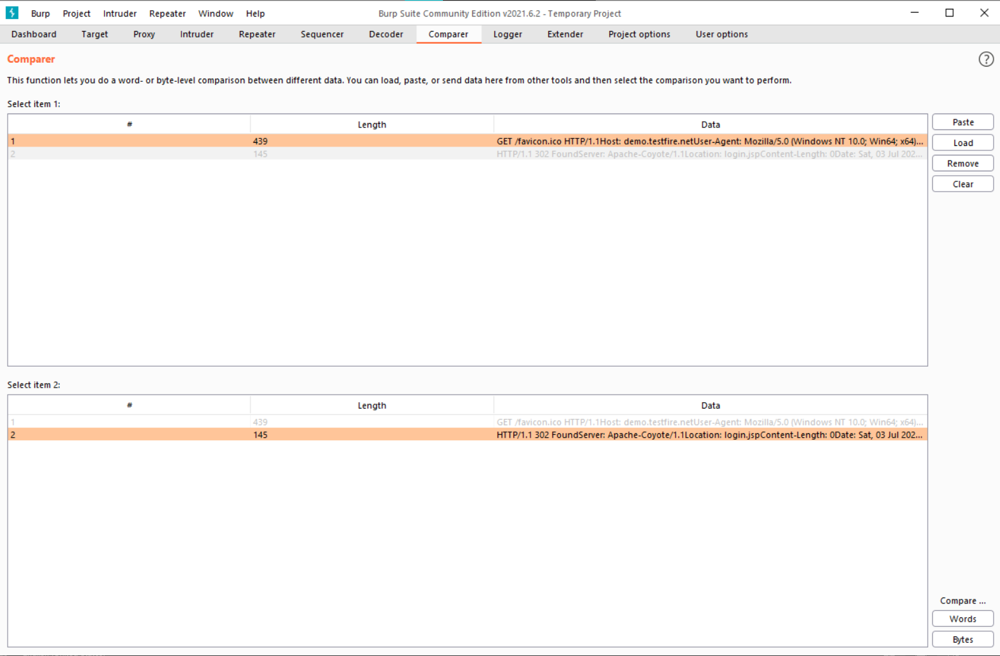 Burp Project Intruder Repeater Window Help Burp Suite Community Edition v2021.6.2 - Temporary Project
Dashboard Target Proxy Intruder Repeater Sequencer Decoder Comparer Logger Extender Project options User options
Comparer
?
This function lets you do a word- or byte-level comparison between different data. You can load, paste, or send data here from other tools and then select the comparison you want to perform.
Select item 1:
# Length Data
1 439 GET /favicon.ico HTTP/1.1Host: demo.testfire.netUser-Agent: Mozilla/5.0 (Windows NT 10.0; Win64; x64)...
2 145 HTTP/1.1 302 FoundServer: Apache-Coyote/1.1Location: login.jspContent-Length: 0Date: Sat, 03 Jul 202...
Paste
Load
Remove
Clear
Select item 2:
# Length Data
1 439 GET /favicon.ico HTTP/1.1Host: demo.testfire.netUser-Agent: Mozilla/5.0 (Windows NT 10.0; Win64; x64)...
2 145 HTTP/1.1 302 FoundServer: Apache-Coyote/1.1Location: login.jspContent-Length: 0Date: Sat, 03 Jul 202...
Compare ...
Words
Bytes